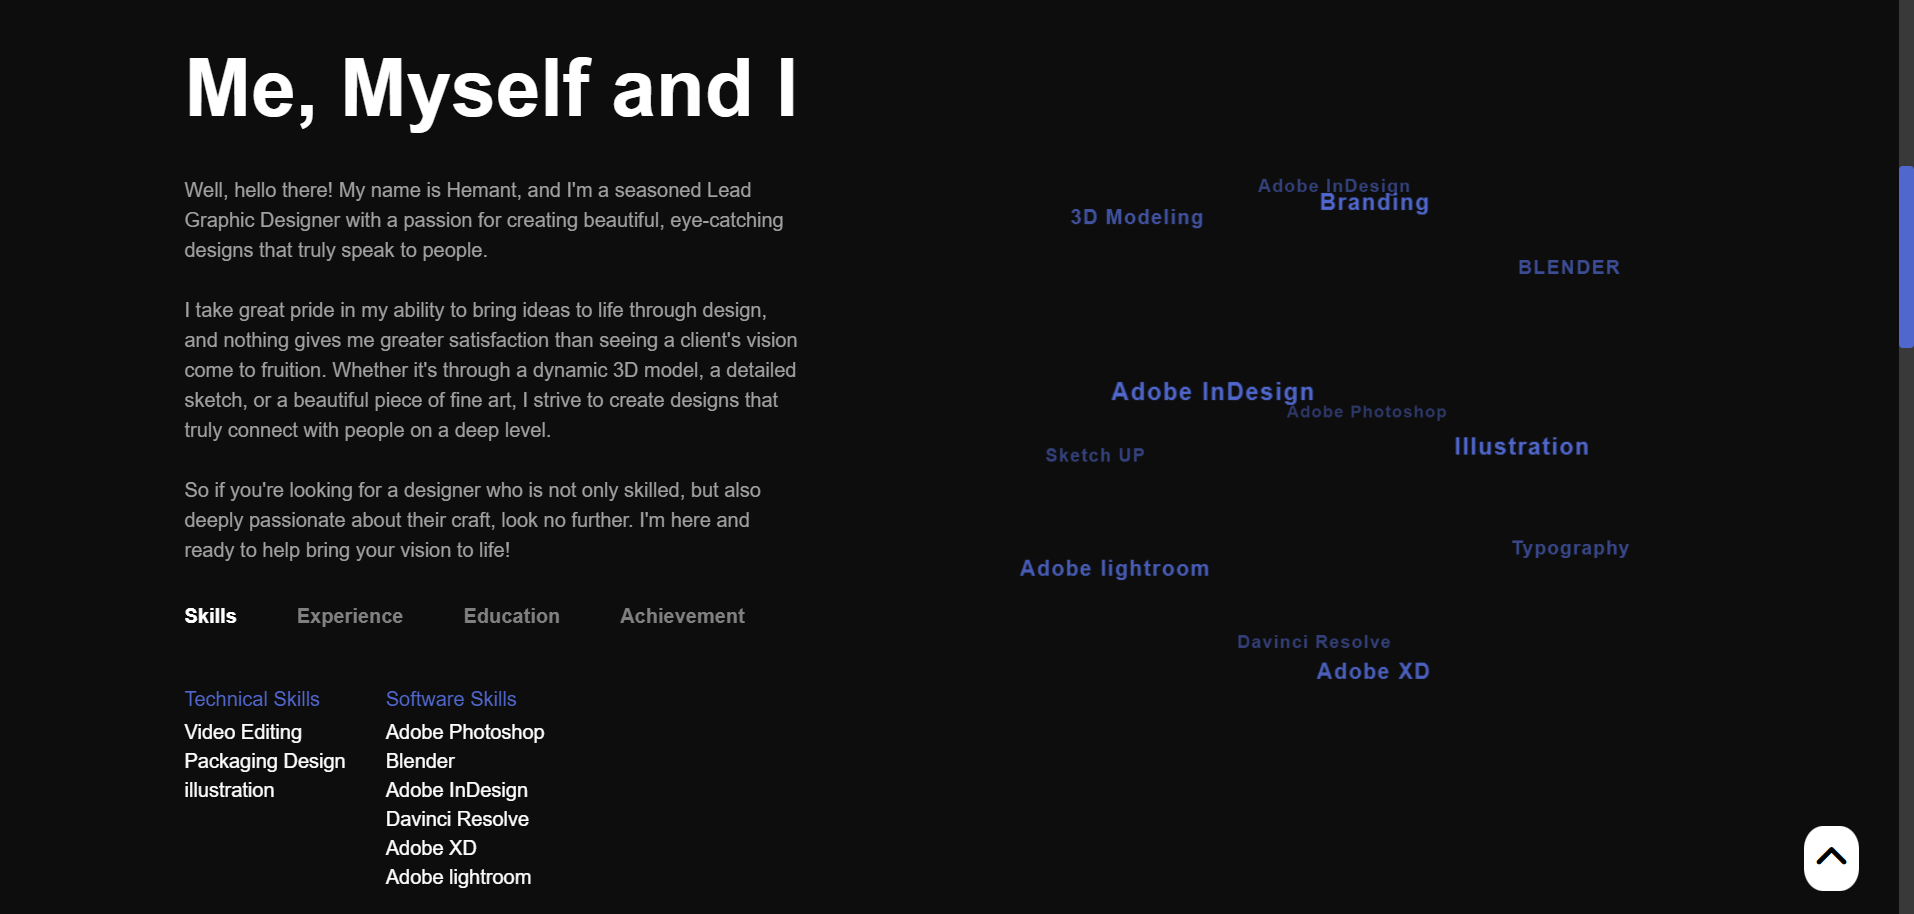 Me, Myself and I
Well, hello there! My name is Hemant, and I'm a seasoned Lead
Graphic Designer with a passion for creating beautiful, eye-catching
designs that truly speak to people.
I take great pride in my ability to bring ideas to life through design,
and nothing gives me greater satisfaction than seeing a client's vision
come to fruition. Whether it's through a dynamic 3D model, a detailed
sketch, or a beautiful piece of fine art, I strive to create designs that
truly connect with people on a deep level.
So if you're looking for a designer who is not only skilled, but also
deeply passionate about their craft, look no further. I'm here and
ready to help bring your vision to life!
Skills Experience Education Achievement
Technical Skills
Video Editing
Packaging Design
illustration
Software Skills
Adobe Photoshop
Blender
Adobe InDesign
Davinci Resolve
Adobe XD
Adobe lightroom
Adobe InDesign
Branding
3D Modeling
BLENDER
Adobe InDesign
Adobe Photoshop
Illustration
Sketch UP
Typography
Adobe lightroom
Davinci Resolve
Adobe XD